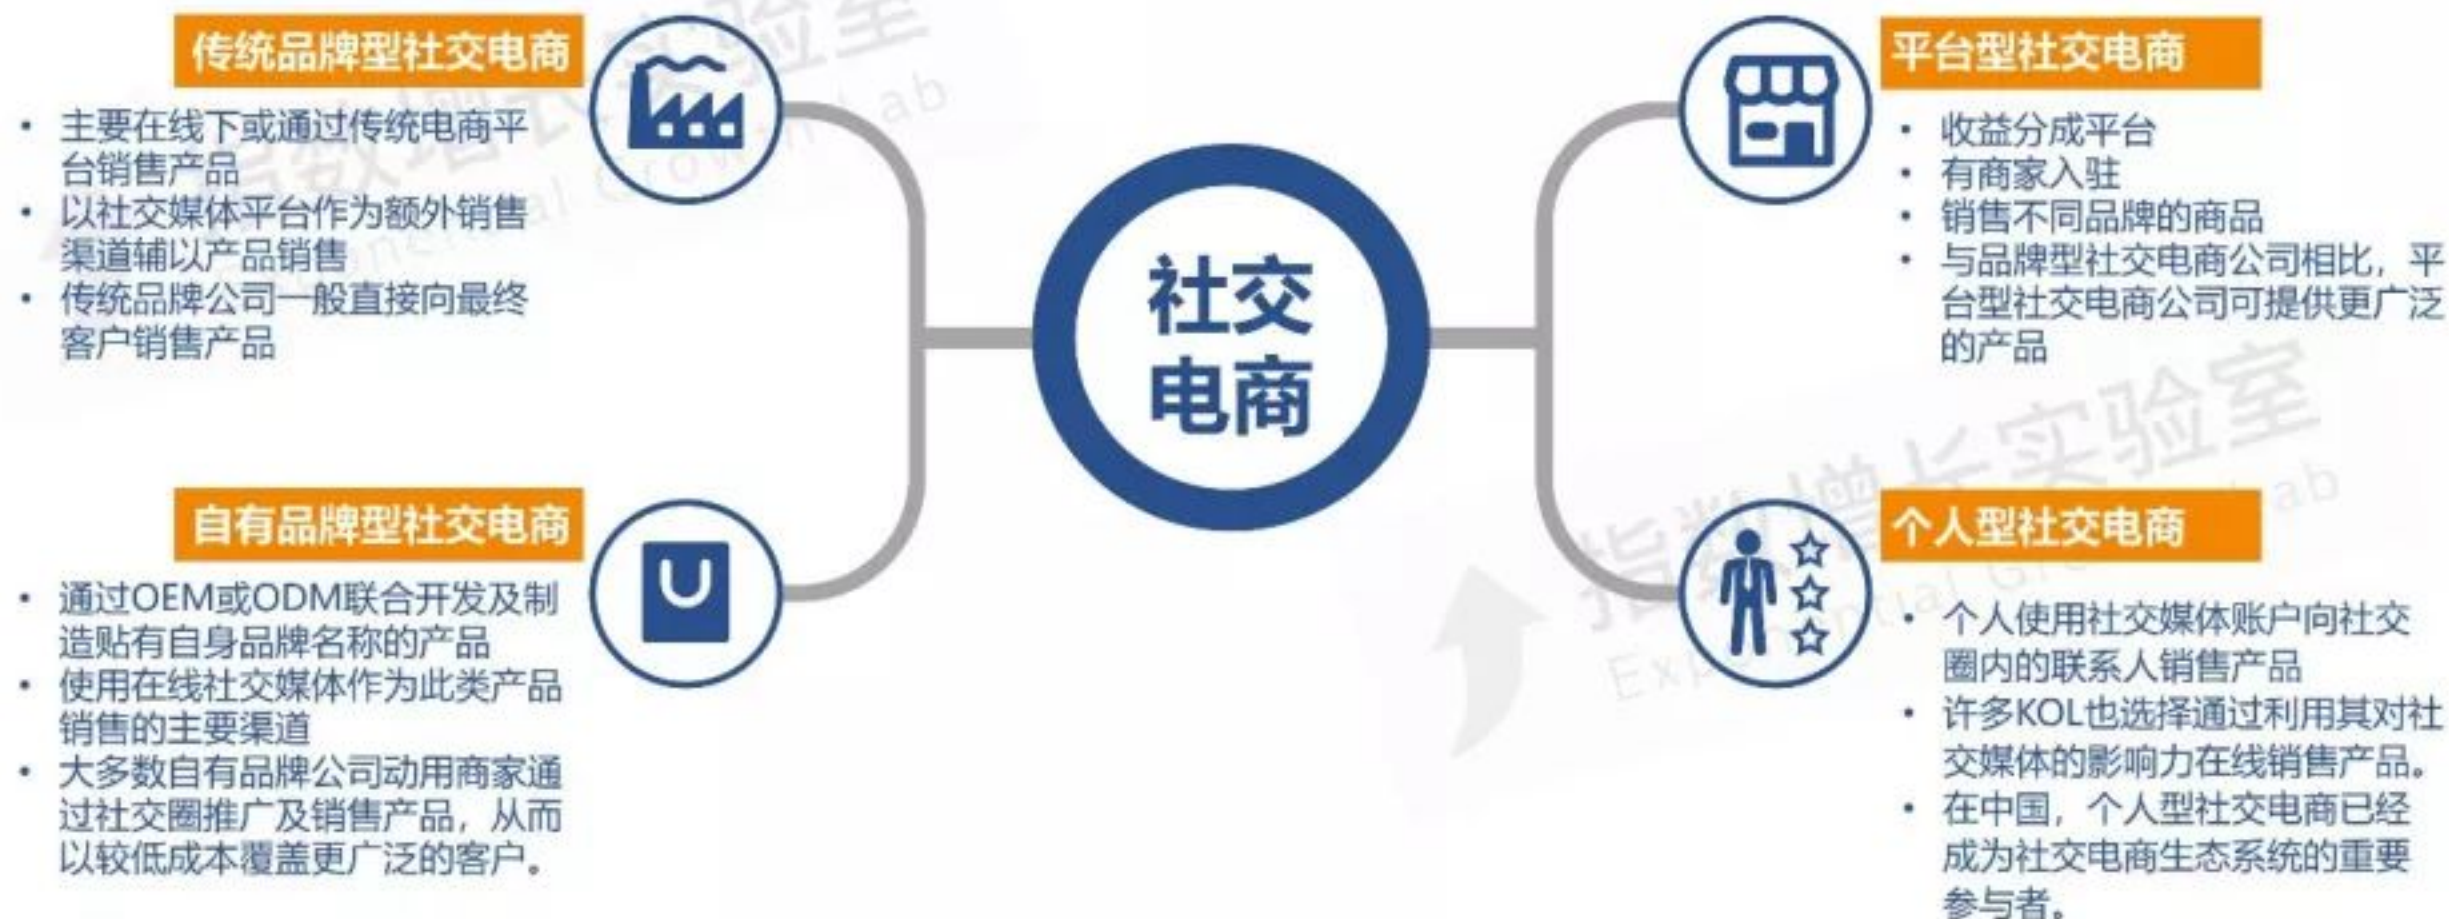 传统品牌型社交电商
• 主要在线下或通过传统电商平
台销售产品
• 以社交媒体平台作为额外销售
渠道辅以产品销售
• 传统品牌公司一般直接向最终
客户销售产品
自有品牌型社交电商
• 通过OEM或ODM联合开发及制
造贴有自身品牌名称的产品
• 使用在线社交媒体作为此类产品
销售的主要渠道
• 大多数自有品牌公司动用商家通
过社交圈推广及销售产品，从而
以较低成本覆盖更广泛的客户。
社交
电商
平台型社交电商
• 收益分成平台
• 有商家入驻
• 销售不同品牌的商品
• 与品牌型社交电商公司相比，平
台型社交电商公司可提供更广泛
的产品
个人型社交电商
• 个人使用社交媒体账户向社交
圈内的联系人销售产品
• 许多KOL也选择通过利用其对社
交媒体的影响力在线销售产品。
• 在中国，个人型社交电商已经
成为社交电商生态系统的重要
参与者。
指数增长实验室